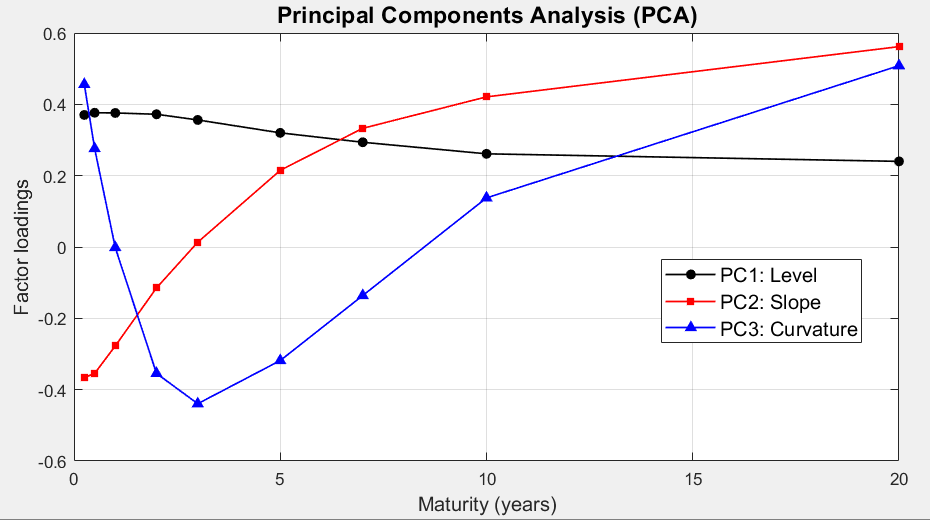 Principal Components Analysis (PCA)
0.6
0.4
0.2
0
-0.2
-0.4
-0.6
Factor loadings
PC1: Level
PC2: Slope
PC3: Curvature
0 5 10 15 20
Maturity (years)